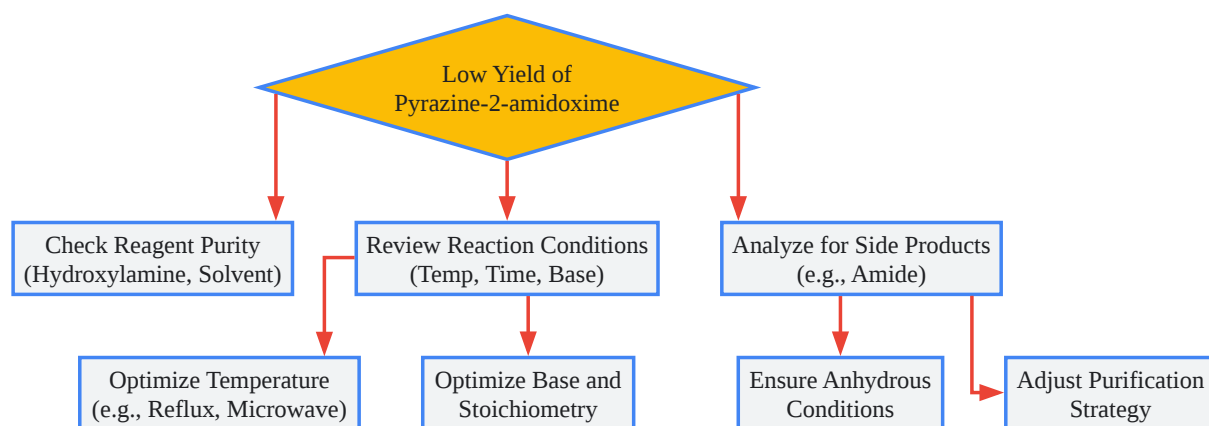 Low Yield of
Pyrazine-2-amidoxime
Check Reagent Purity
(Hydroxylamine, Solvent)
Review Reaction Conditions
(Temp, Time, Base)
Analyze for Side Products
(e.g., Amide)
Optimize Temperature
(e.g., Reflux, Microwave)
Optimize Base and
Stoichiometry
Ensure Anhydrous
Conditions
Adjust Purification
Strategy